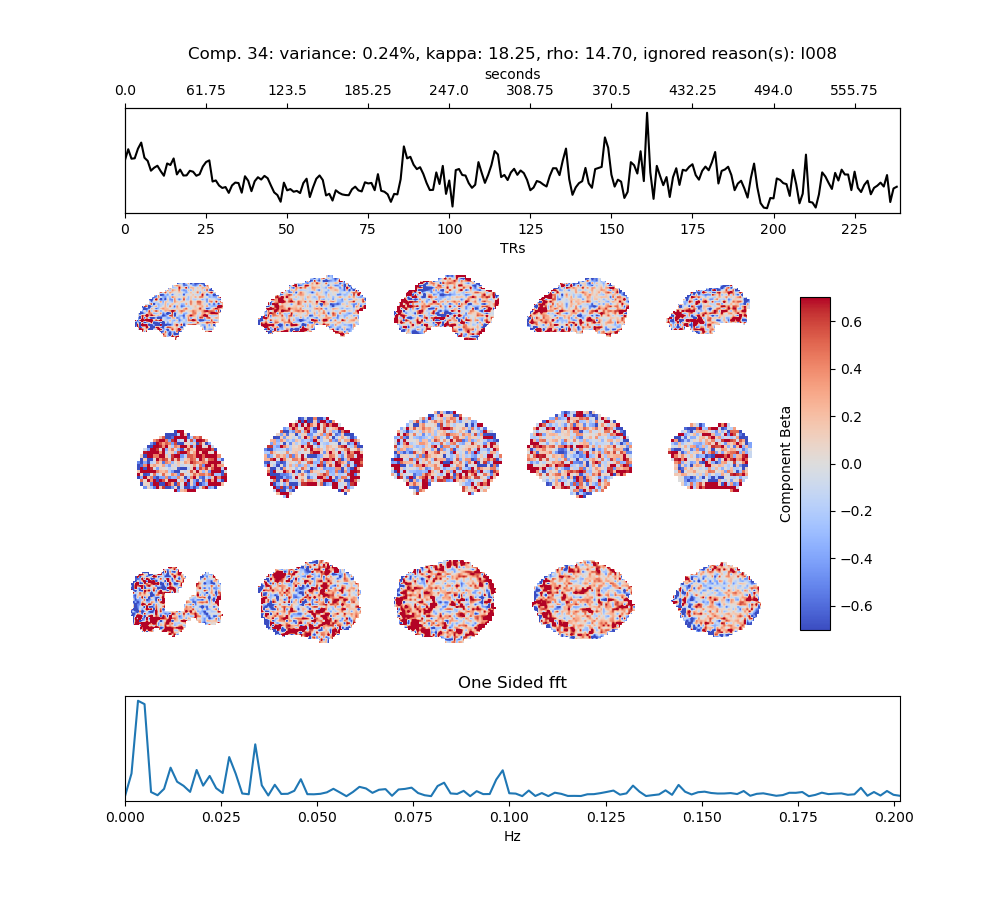 Comp. 34: variance: 0.24%, kappa: 18.25, rho: 14.70, ignored reason(s): I008
seconds
0.0 61.75 123.5 185.25 247.0 308.75 370.5 432.25 494.0 555.75
0 25 50 75 100 125 150 175 200 225
TRs
0.6
0.4
0.2
0.0
−0.2
−0.4
−0.6
Component Beta
One Sided fft
0.000 0.025 0.050 0.075 0.100 0.125 0.150 0.175 0.200
Hz